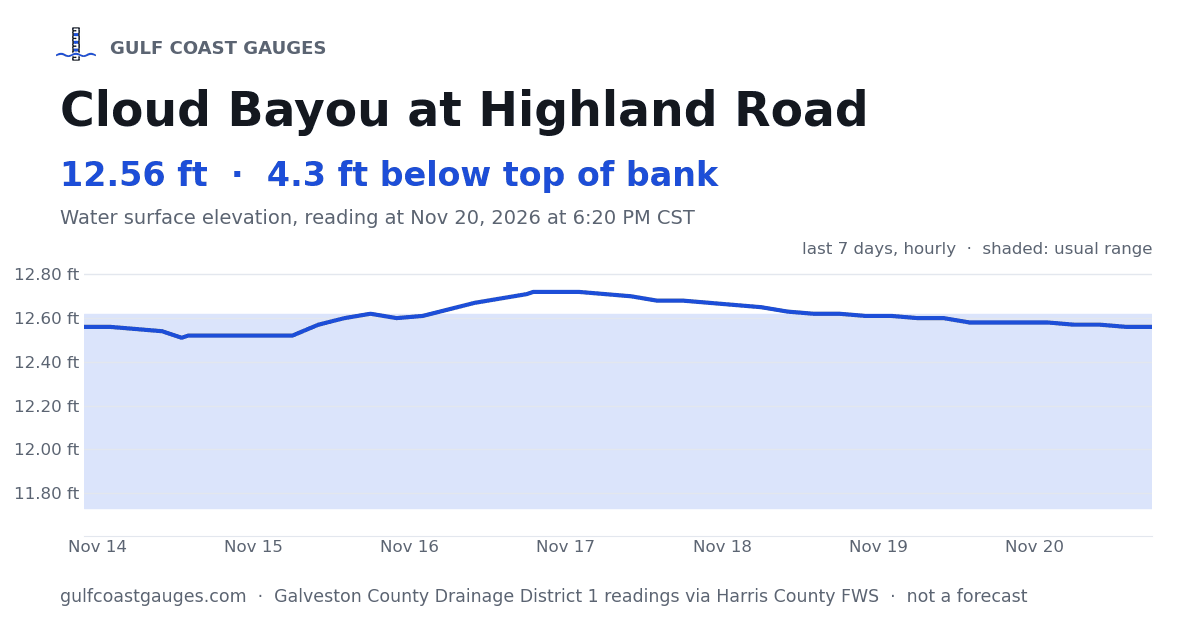 GULF COAST GAUGES
Cloud Bayou at Highland Road
12.56 ft · 4.3 ft below top of bank
Water surface elevation, reading at Nov 20, 2026 at 6:20 PM CST
last 7 days, hourly · shaded: usual range
12.80 ft
12.60 ft
12.40 ft
12.20 ft
12.00 ft
11.80 ft
Nov 14 Nov 15 Nov 16 Nov 17 Nov 18 Nov 19 Nov 20
gulfcoastgauges.com · Galveston County Drainage District 1 readings via Harris County FWS · not a forecast